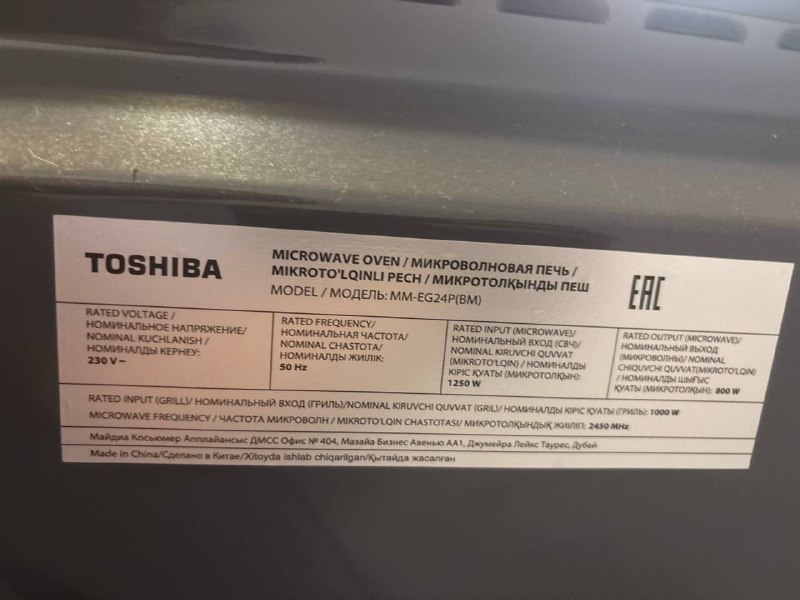 TOSHIBA
MICROWAVE OVEN / МИКРОВОЛНОВАЯ ПЕЧЬ /
MIKROTO'LQINLI PECH / МИКРОТОЛҚЫНДЫ ПЕШ
MODEL / МОДЕЛЬ: MM-EG24P(BM)
EAC
RATED VOLTAGE /
НОМИНАЛЬНОЕ НАПРЯЖЕНИЕ/
NOMINAL KUCHLANISH /
НОМИНАЛДЫ КЕРНЕУ:
230 V~
RATED FREQUENCY/
НОМИНАЛЬНАЯ ЧАСТОТА/
NOMINAL CHASTOTA/
НОМИНАЛДЫ ЖИІЛІК:
50 Hz
RATED INPUT (MICROWAVE)/
НОМИНАЛЬНЫЙ ВХОД (СВЧ)/
NOMINAL KIRUVCHI QUVVAT
(MIKROTO'LQIN) / НОМИНАЛДЫ
КІРІС ҚУАТЫ (МИКРОТОЛҚЫН):
1250 W
RATED OUTPUT (MICROWAVE)/
НОМИНАЛЬНЫЙ ВЫХОД
(МИКРОВОЛНЫ)/ NOMINAL
CHIQUVCHI QUVVAT(MIKROTO'LQIN)
/ НОМИНАЛДЫ ШЫҒЫС
ҚУАТЫ (МИКРОТОЛҚЫН): 800 W
RATED INPUT (GRILL)/ НОМИНАЛЬНЫЙ ВХОД (ГРИЛЬ)/NOMINAL KIRUVCHI QUVVAT (GRIL)/ НОМИНАЛДЫ КІРІС ҚУАТЫ (ГРИЛЬ): 1000 W
MICROWAVE FREQUENCY / ЧАСТОТА МИКРОВОЛН / MIKROTO'LQIN CHASTOTASI/ МИКРОТОЛҚЫНДЫҚ ЖИІЛІГІ: 2450 MHz
Майдиа Косьюмер Апплайансыс ДМСС Офис № 404, Мазайа Бизнес Авенью АА1, Джумейра Лейкс Таурес, Дубай
Made in China/Сделано в Китае/Xitoyda ishlab chiqarilgan/Қытайда жасалған